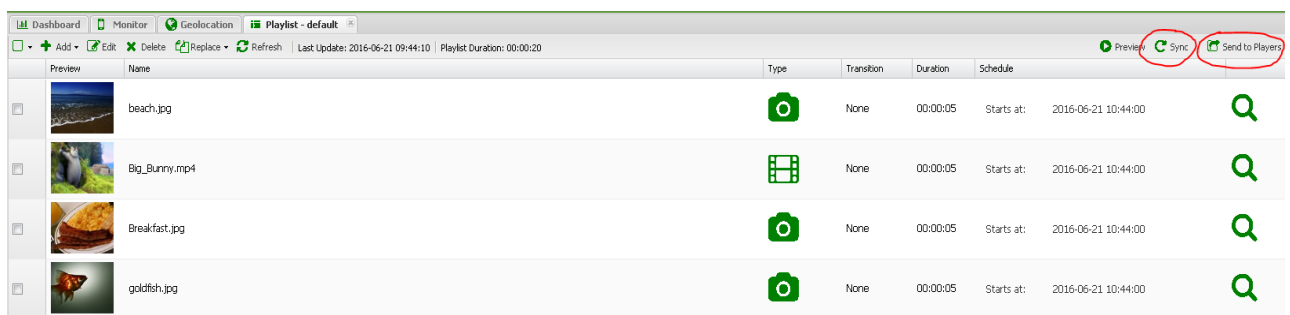 Dashboard Monitor Geolocation Playlist - default
Add Edit Delete Replace Refresh Last Update: 2016-06-21 09:44:10 Playlist Duration: 00:00:20 Preview Sync Send to Players
Preview Name Type Transition Duration Schedule
beach.jpg None 00:00:05 Starts at: 2016-06-21 10:44:00
Big_Bunny.mp4 None 00:00:05 Starts at: 2016-06-21 10:44:00
Breakfast.jpg None 00:00:05 Starts at: 2016-06-21 10:44:00
goldfish.jpg None 00:00:05 Starts at: 2016-06-21 10:44:00